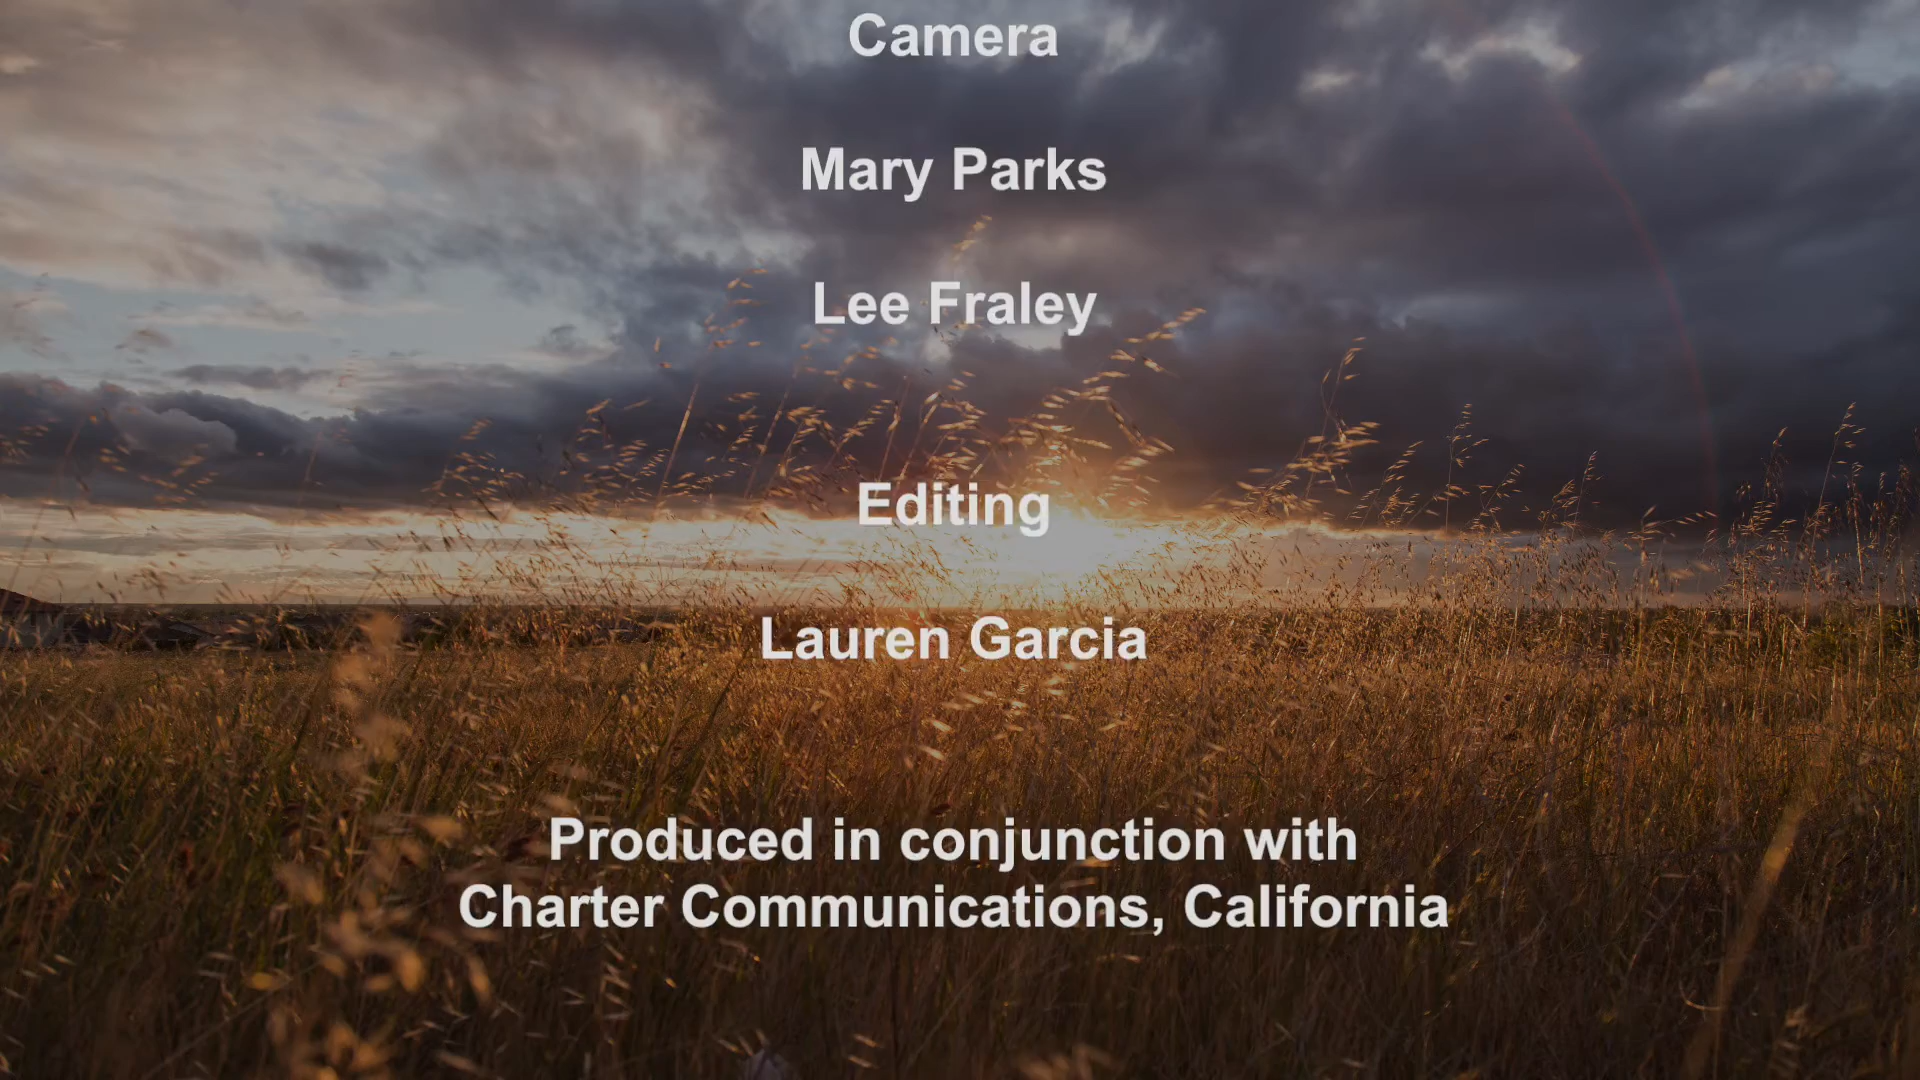 Camera
Mary Parks
Lee Fraley
Editing
Lauren Garcia
Produced in conjunction with
Charter Communications, California